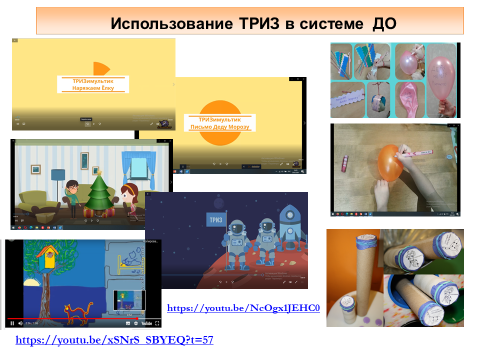 Использование ТРИЗ в системе ДО
ТРИЗмультик
Наряжаем Ёлку
ТРИЗмультик
Письмо Деду Морозу
ТРИЗ
https://youtu.be/NcOgx1JEHC0
https://youtu.be/xSNrS_SBYEQ?t=57